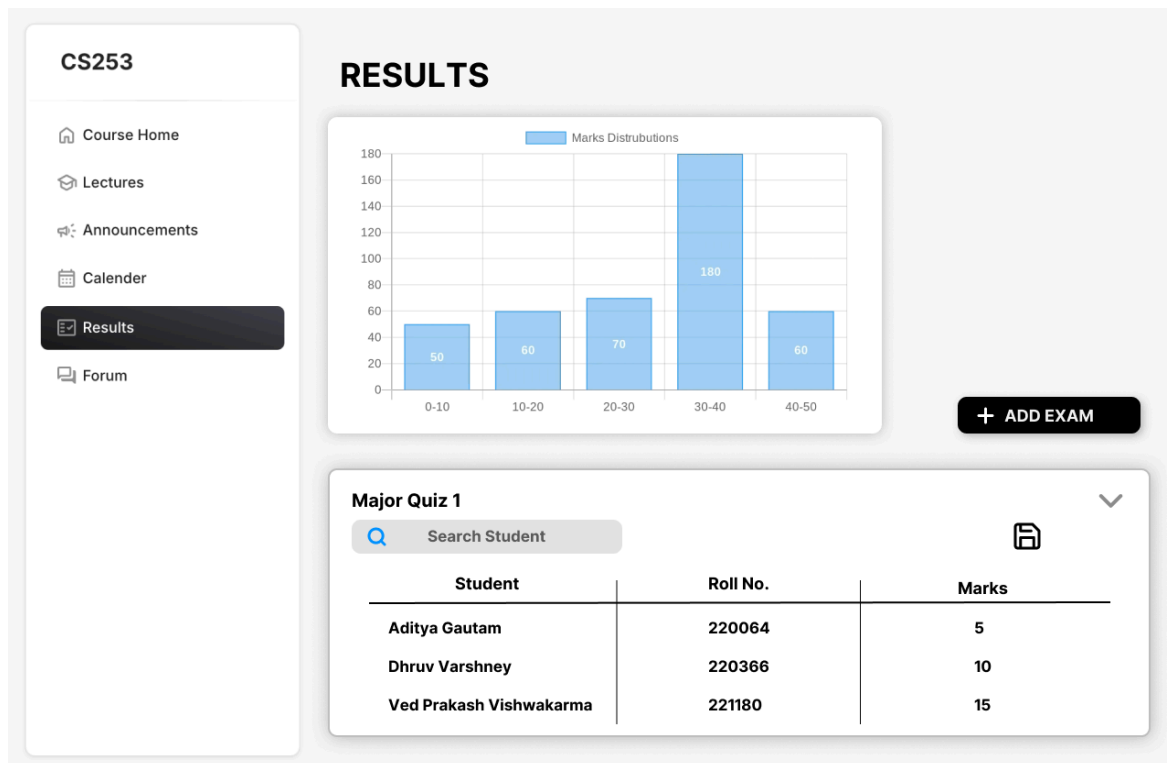 CS253
Course Home
Lectures
Announcements
Calender
Results
Forum
RESULTS
Marks Distrubutions
180
160
140
120
100
80
60
40
20
0
50
60
70
180
60
0-10
10-20
20-30
30-40
40-50
ADD EXAM
Major Quiz 1
Search Student
Student Roll No. Marks
Aditya Gautam 220064 5
Dhruv Varshney 220366 10
Ved Prakash Vishwakarma 221180 15